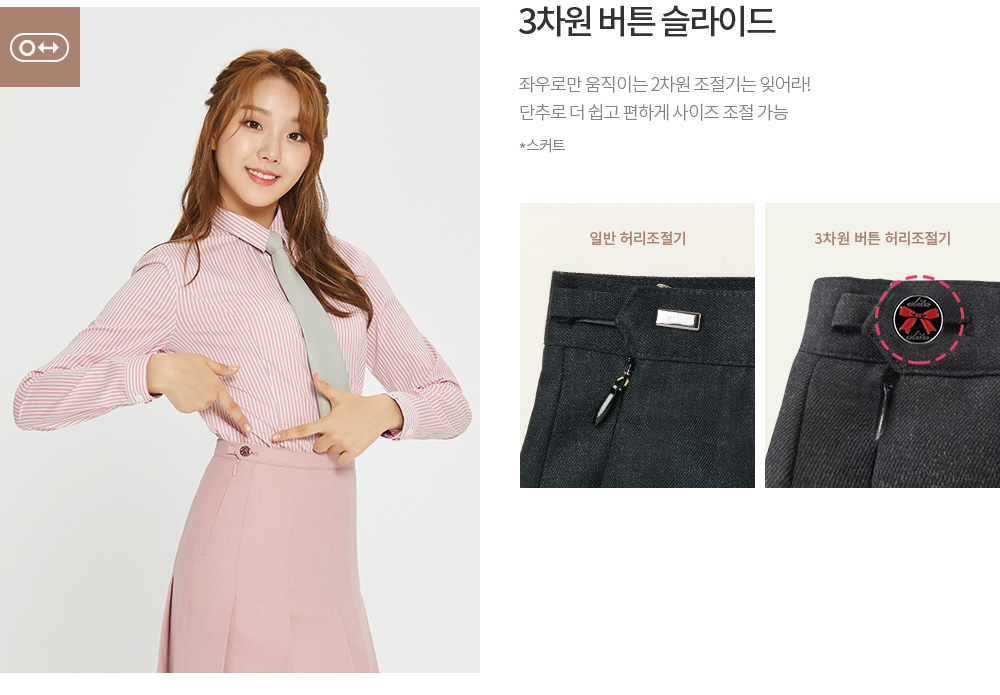 3차원 버튼 슬라이드
좌우로만 움직이는 2차원 조절기는 잊어라!
단추로 더 쉽고 편하게 사이즈 조절 가능
*스커트
일반 허리조절기
3차원 버튼 허리조절기
elite
elite